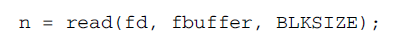 n = read(fd, fbuffer, BLKSIZE);